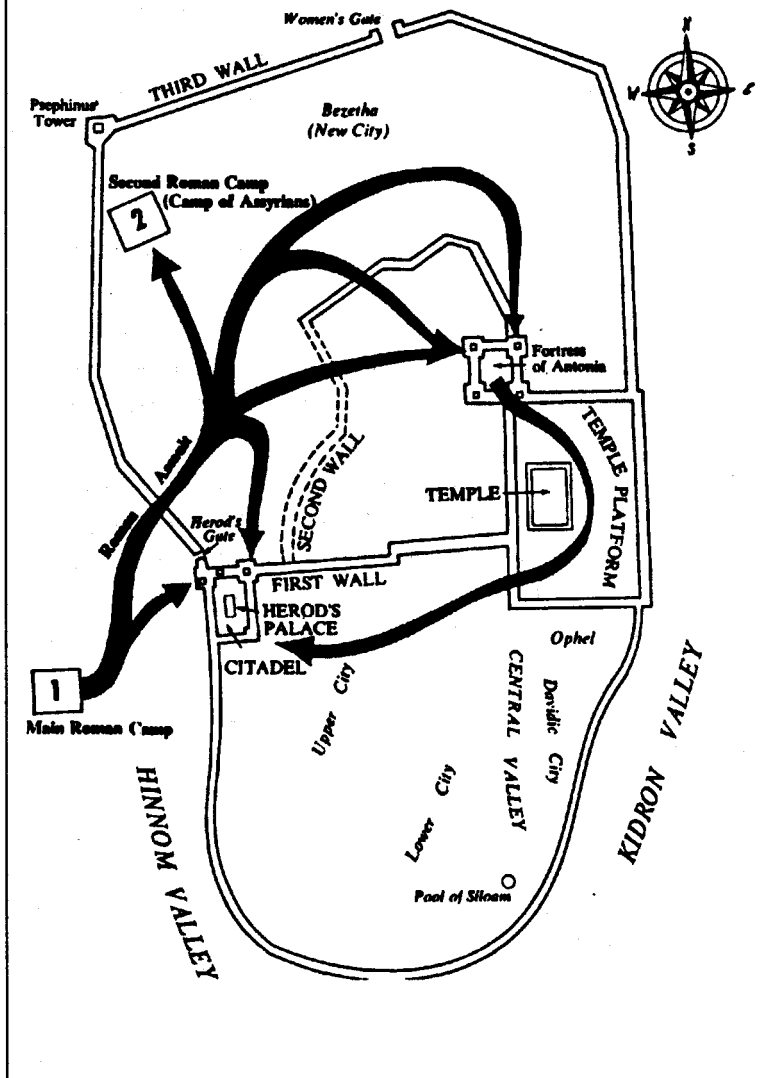 Women's Gate
THIRD WALL
N
W
E
S
Psephinus'
Tower
Bezetha
(New City)
Second Roman Camp
(Camp of Assyrians)
2
Fortress
of Antonia
Roman Assault
SECOND WALL
TEMPLE
TEMPLE PLATFORM
Herod's
Gate
FIRST WALL
HEROD'S
PALACE
CITADEL
1
Main Roman Camp
Ophel
Upper City
CENTRAL VALLEY
Davidic City
Lower City
KIDRON VALLEY
HINNOM VALLEY
Pool of Siloam